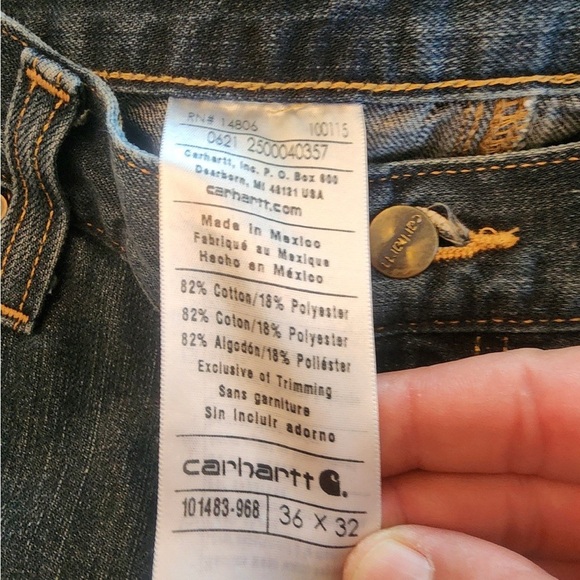 RN# 14806 100115
0621 2500040357
Carhartt, Inc. P. O. Box 600
Dearborn, MI 48121 USA
carhartt.com
Made in Mexico
Fabriqué au Mexique
Hecho en México
82% Cotton/18% Polyester
82% Coton/18% Polyester
82% Algodón/18% Poliéster
Exclusive of Trimming
Sans garniture
Sin incluir adorno
carhartt
101483-968 36 X 32
CARHARTT